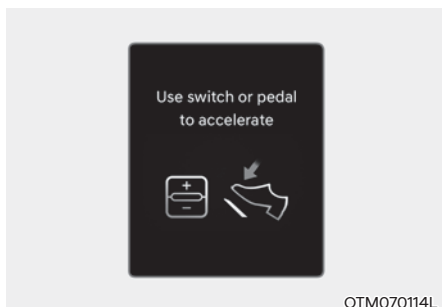 Use switch or pedal
to accelerate
+
-
OTM070114L